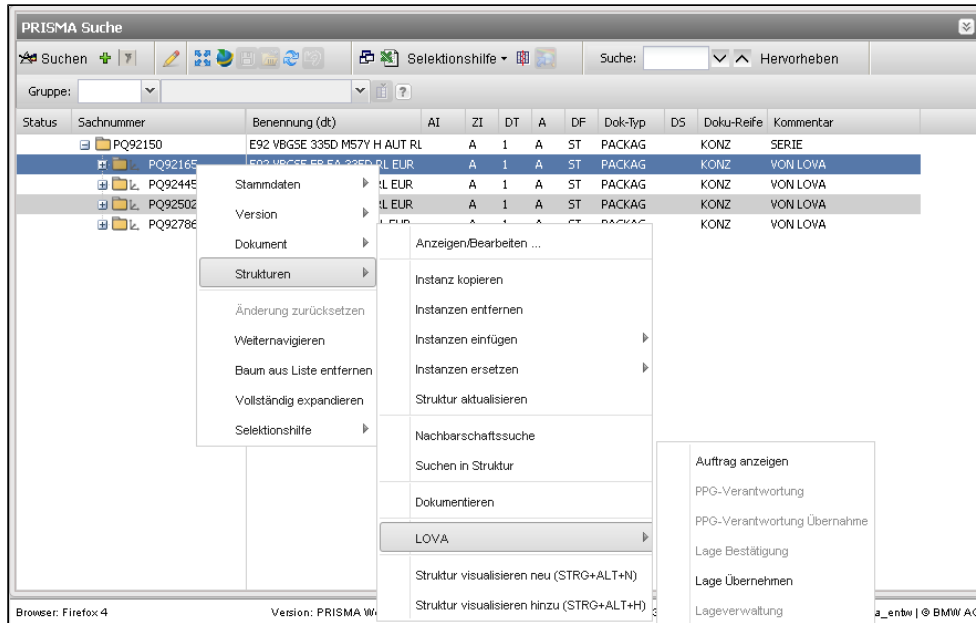 PRISMA Suche
Suchen Selektionshilfe Suche: Hervorheben
Gruppe:
Status Sachnummer Benennung (dt) AI ZI DT A DF Dok-Typ DS Doku-Reife Kommentar
PQ92150 E92 VBGSE 335D M57Y H AUT RL A 1 A ST PACKAG KONZ SERIE
PQ92165 RL EUR A 1 A ST PACKAG KONZ VON LOVA
PQ92445 RL EUR A 1 A ST PACKAG KONZ VON LOVA
PQ92502 RL EUR A 1 A ST PACKAG KONZ VON LOVA
PQ92786 A 1 A ST PACKAG KONZ VON LOVA
Stammdaten
Version
Dokument
Strukturen
Änderung zurücksetzen
Weiternavigieren
Baum aus Liste entfernen
Vollständig expandieren
Selektionshilfe
Anzeigen/Bearbeiten ...
Instanz kopieren
Instanzen entfernen
Instanzen einfügen
Instanzen ersetzen
Struktur aktualisieren
Nachbarschaftssuche
Suchen in Struktur
Dokumentieren
LOVA
Struktur visualisieren neu (STRG+ALT+N)
Struktur visualisieren hinzu (STRG+ALT+H)
Auftrag anzeigen
PPG-Verantwortung
PPG-Verantwortung Übernahme
Lage Bestätigung
Lage Übernehmen
Lageverwaltung
Browser: Firefox 4 Version: PRISMA a_entw | © BMW AG